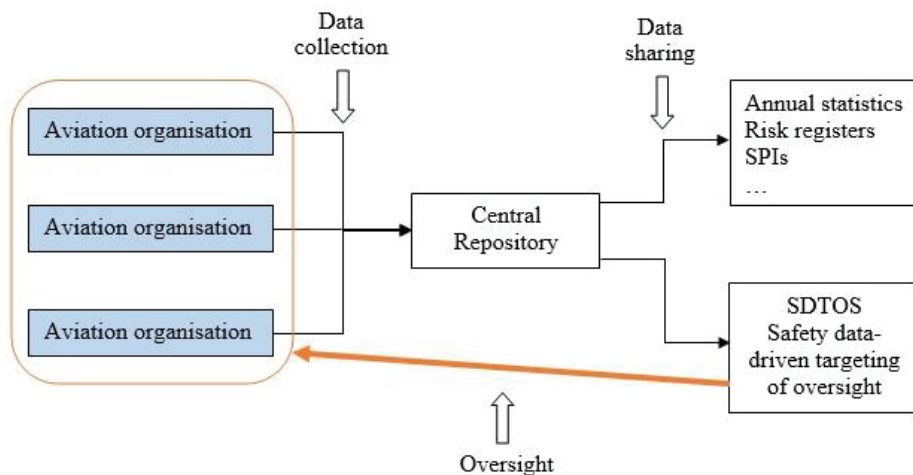 Data
collection
Data
sharing
Aviation organisation
Aviation organisation
Aviation organisation
Central
Repository
Annual statistics
Risk registers
SPIs
…
SDTOS
Safety data-
driven targeting
of oversight
Oversight